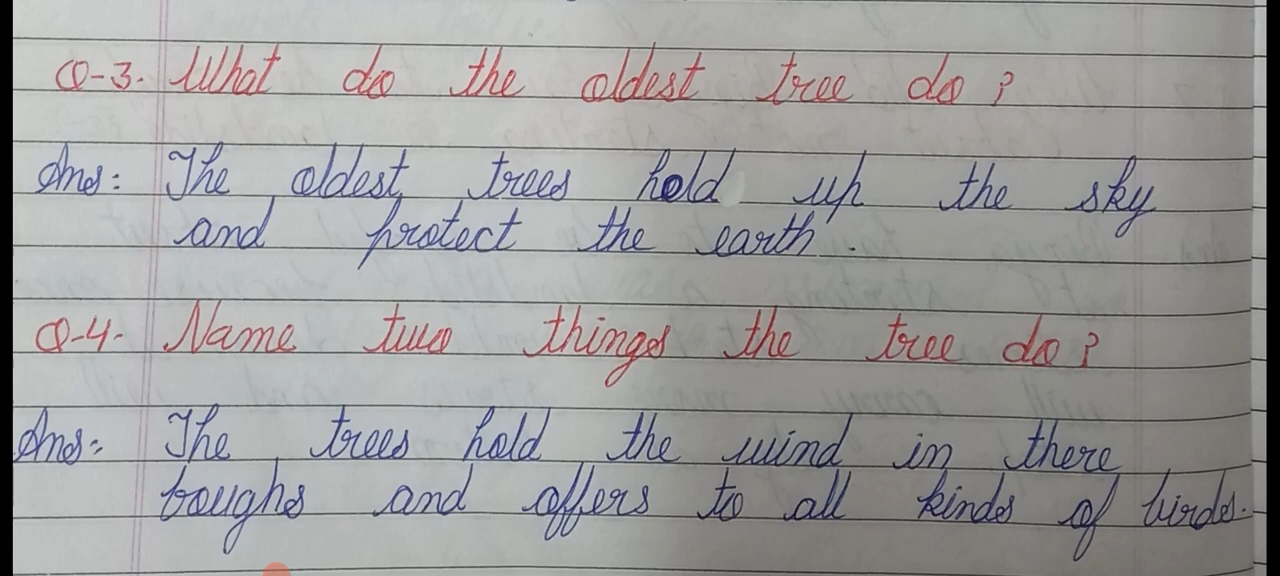 Q-3. What do the oldest tree do?
Ans: The oldest trees hold up the sky
and protect the earth.
Q-4. Name two things the tree do?
Ans:- The trees hold the wind in there
boughs and offers to all kinds of birds.